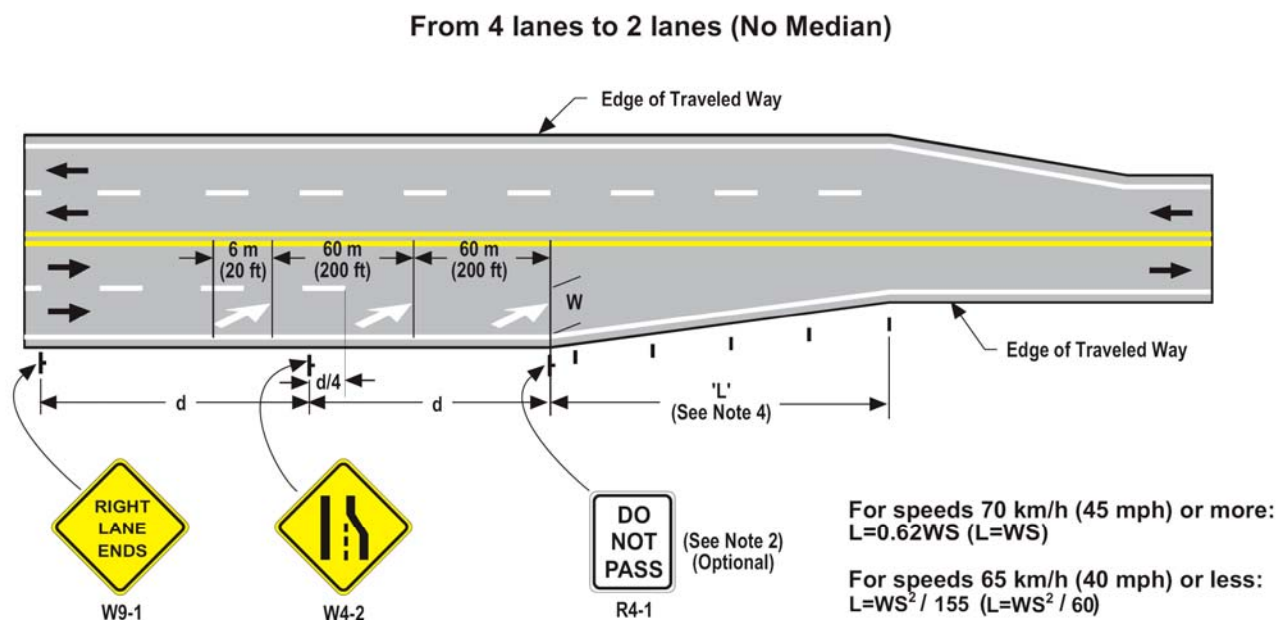 From 4 lanes to 2 lanes (No Median)
Edge of Traveled Way
6 m
(20 ft)
60 m
(200 ft)
60 m
(200 ft)
W
Edge of Traveled Way
d/4
d
d
'L'
(See Note 4)
RIGHT
LANE
ENDS
W9-1
W4-2
DO
NOT
PASS
R4-1
(See Note 2)
(Optional)
For speeds 70 km/h (45 mph) or more:
L=0.62WS (L=WS)
For speeds 65 km/h (40 mph) or less:
L=WS² / 155 (L=WS² / 60)